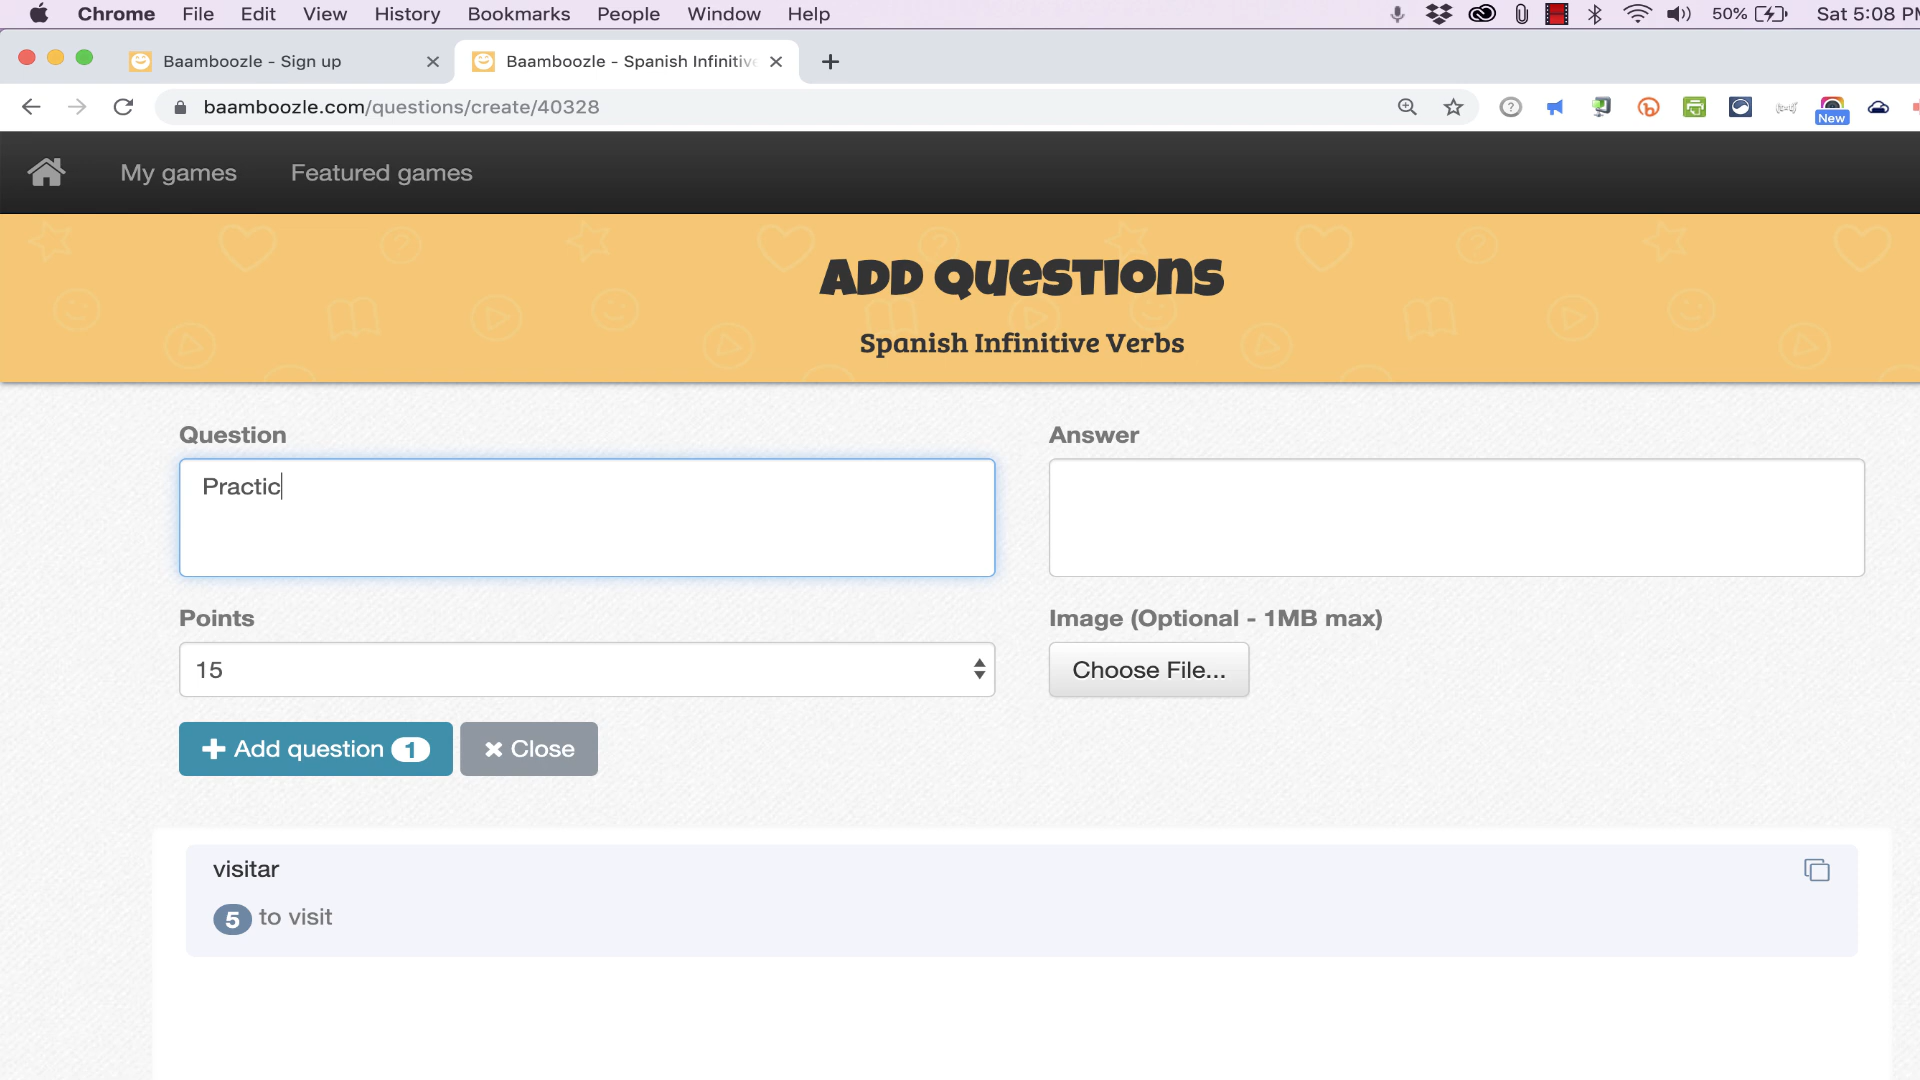 Chrome File Edit View History Bookmarks People Window Help 50% Sat 5:08 PM
Baamboozle - Sign up Baamboozle - Spanish Infinitive
baamboozle.com/questions/create/40328 New
My games Featured games
ADD QUESTIONS
Spanish Infinitive Verbs
Question Answer
Practic
Points Image (Optional - 1MB max)
15 Choose File...
Add question 1 Close
visitar
5 to visit